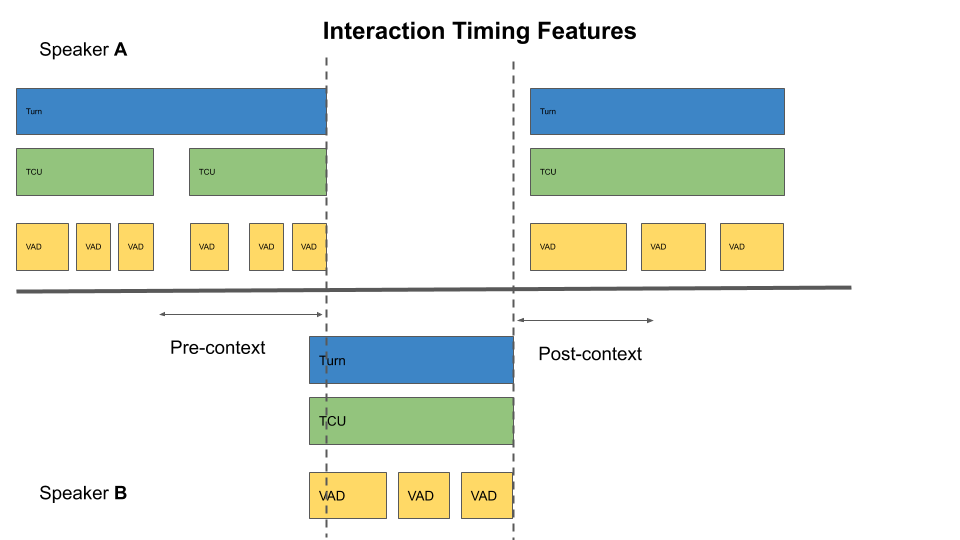 Interaction Timing Features
Speaker A
Turn
Turn
TCU
TCU
TCU
VAD
VAD
VAD
VAD
VAD
VAD
VAD
VAD
VAD
Pre-context
Post-context
Turn
TCU
VAD
VAD
VAD
Speaker B